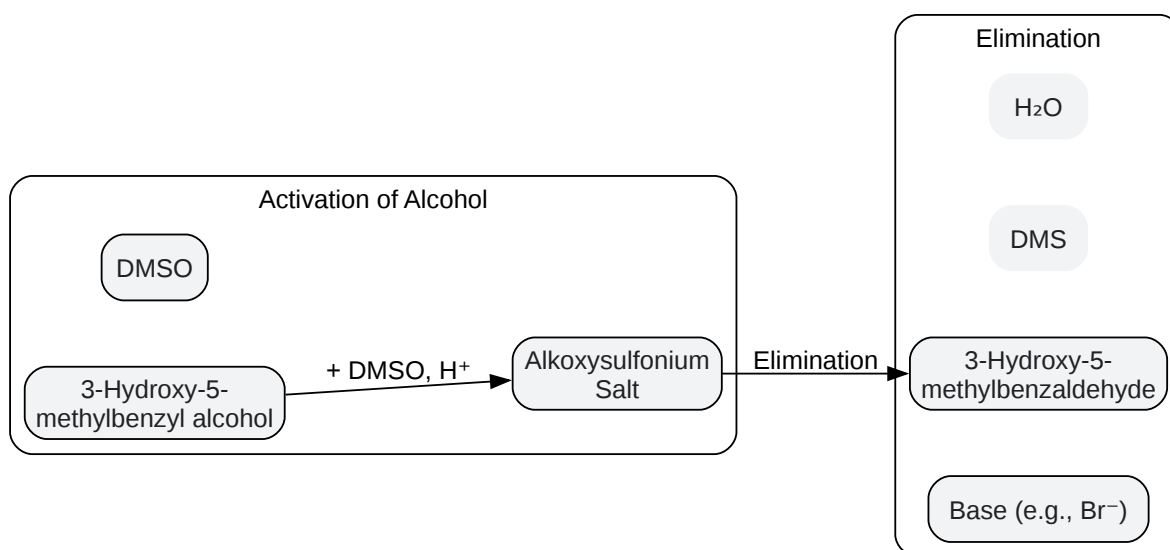 Elimination
H₂O
Activation of Alcohol
DMSO
DMS
3-Hydroxy-5-
methylbenzyl alcohol
+ DMSO, H⁺
Alkoxysulfonium
Salt
Elimination
3-Hydroxy-5-
methylbenzaldehyde
Base (e.g., Br⁻)